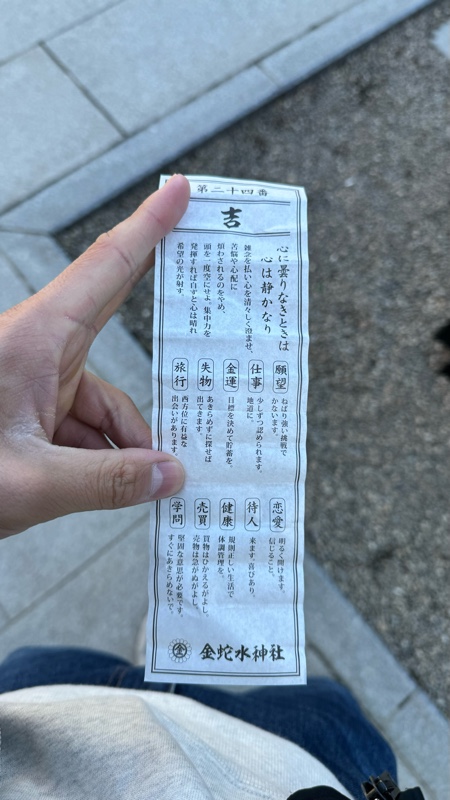 第二十四番
吉
心に曇りなきときは
心は静かなり
雑念を払い心を清々しく澄ませ、
苦悩や心配に
煩わされるのをやめ、
頭を一度空にせよ。集中力を
発揮すれば自ずと心は晴れ
希望の光が射す。
願望
ねばり強い挑戦で
かないます。
仕事
少しずつ認められます。
地道に。
金運
目標を決めて貯蓄を。
失物
あきらめずに探せば
出てきます
旅行
西方位に有益な
出会いがあります。
恋愛
明るく開けます。
信じること。
待人
来ます。喜びあり。
健康
規則正しい生活で
体調管理を。
売買
買物はひかえるがよし。
売物は急がぬがよし。
学問
堅固な意思が必要です。
すぐにあきらめないで。
金蛇水神社